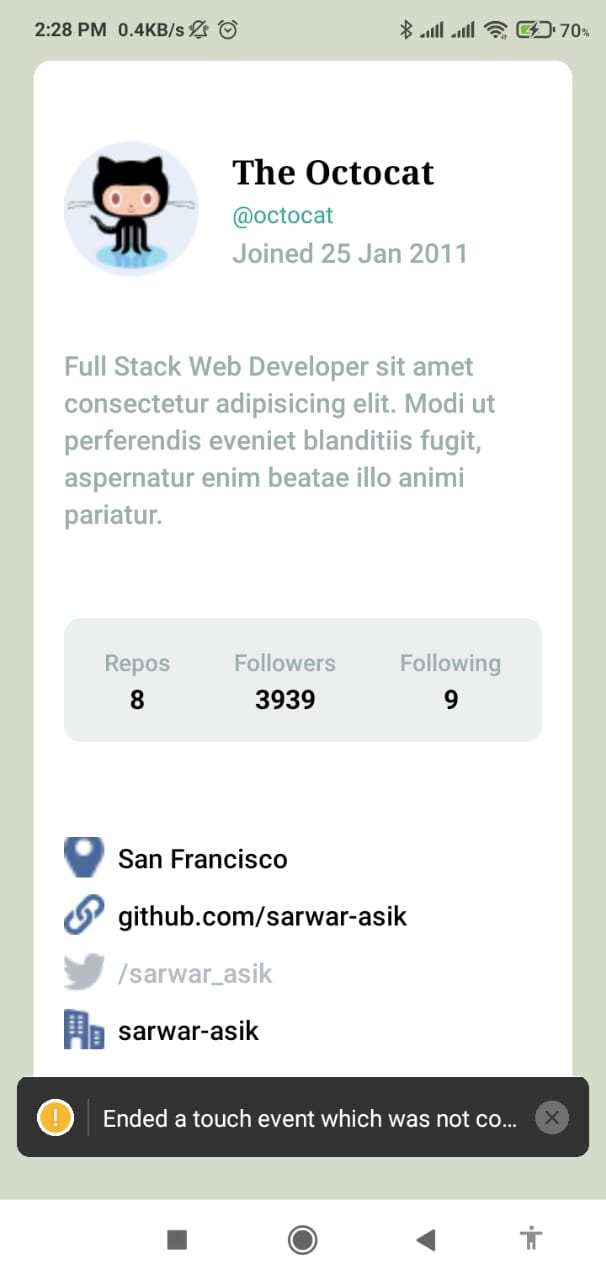 2:28 PM 0.4KB/s 70%
The Octocat
@octocat
Joined 25 Jan 2011
Full Stack Web Developer sit amet
consectetur adipisicing elit. Modi ut
perferendis eveniet blanditiis fugit,
aspernatur enim beatae illo animi
pariatur.
Repos Followers Following
8 3939 9
San Francisco
github.com/sarwar-asik
/sarwar_asik
sarwar-asik
! Ended a touch event which was not co...